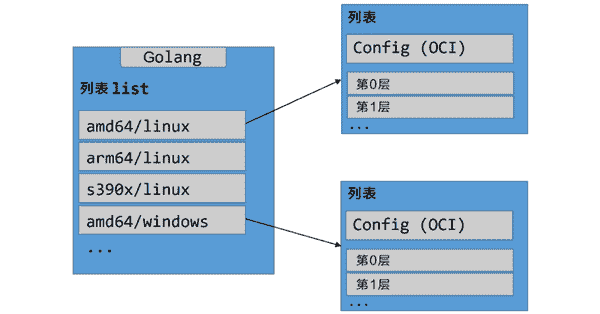 Golang
列表 list
amd64/linux
arm64/linux
s390x/linux
amd64/windows
...
列表
Config (OCI)
第0层
第1层
...
列表
Config (OCI)
第0层
第1层
...